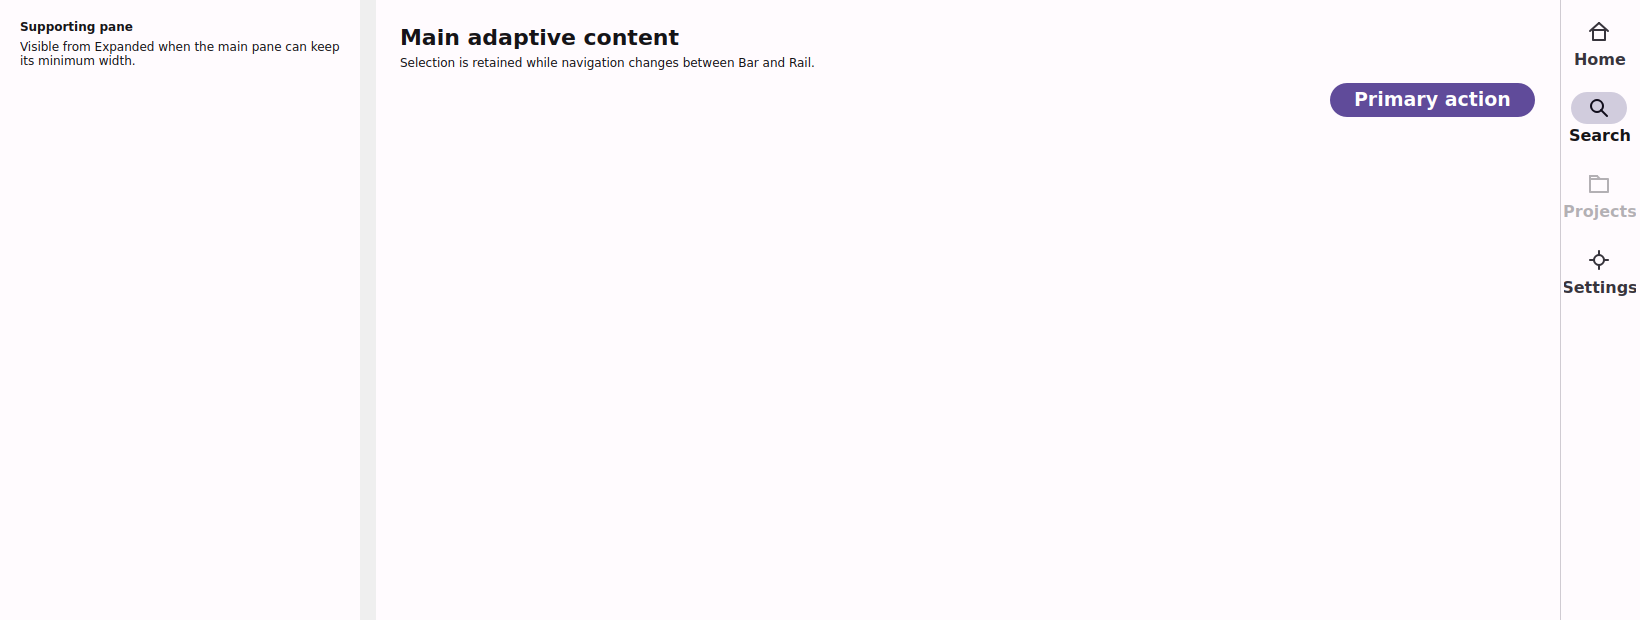 Supporting pane
Visible from Expanded when the main pane can keep
its minimum width.
Main adaptive content
Selection is retained while navigation changes between Bar and Rail.
Primary action
Home
Search
Projects
Settings